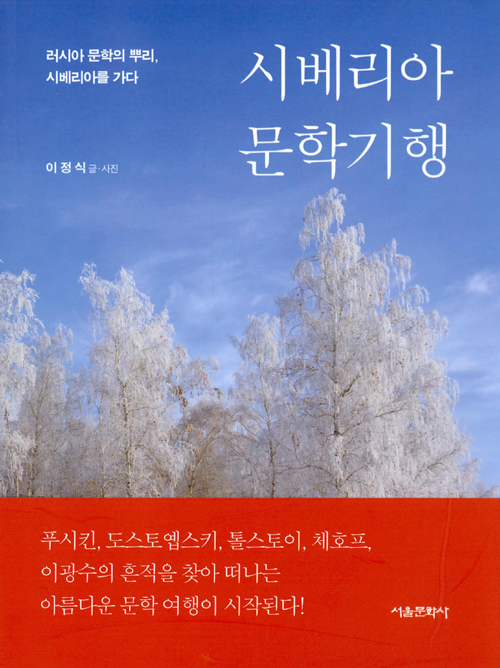 러시아 문학의 뿌리,
시베리아를 가다
시베리아
문학기행
이정식 글·사진
푸시킨, 도스토옙스키, 톨스토이, 체호프,
이광수의 흔적을 찾아 떠나는
아름다운 문학 여행이 시작된다!
서울문학사